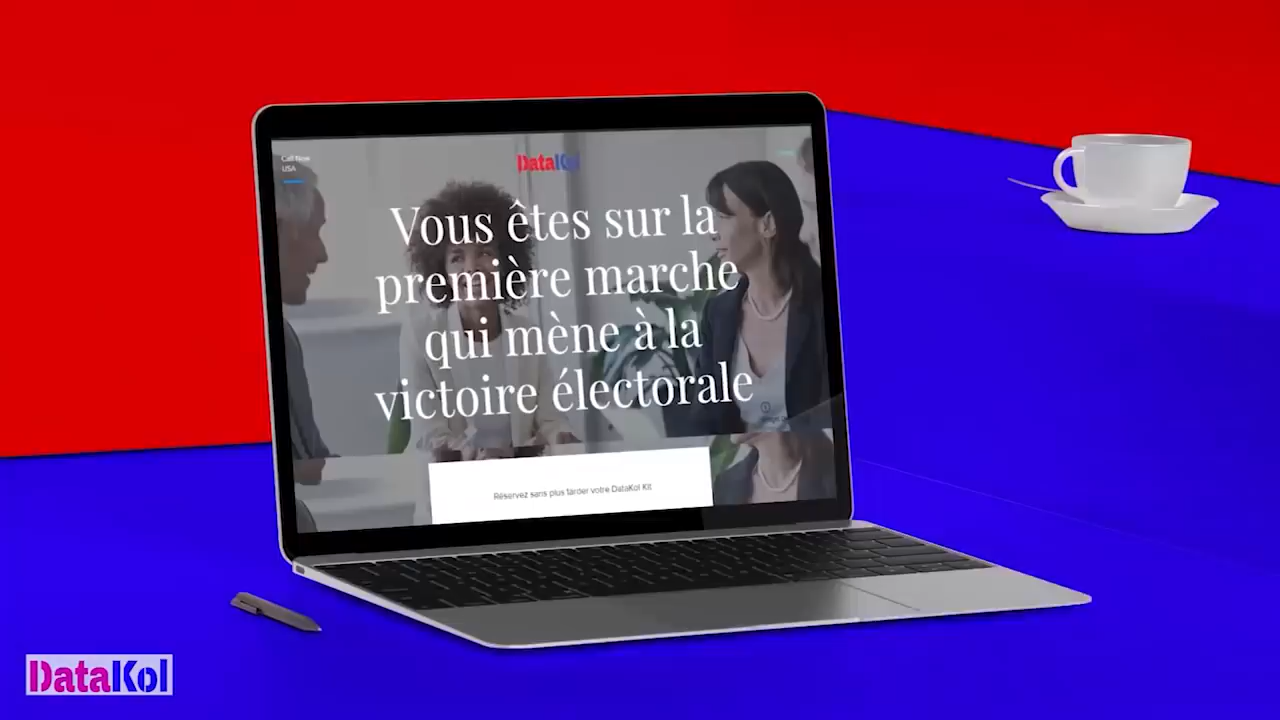 Call Now
USA
DataKol
Vous êtes sur la
première marche
qui mène à la
victoire électorale
Réservez sans plus tarder votre DataKol Kit
DataKol